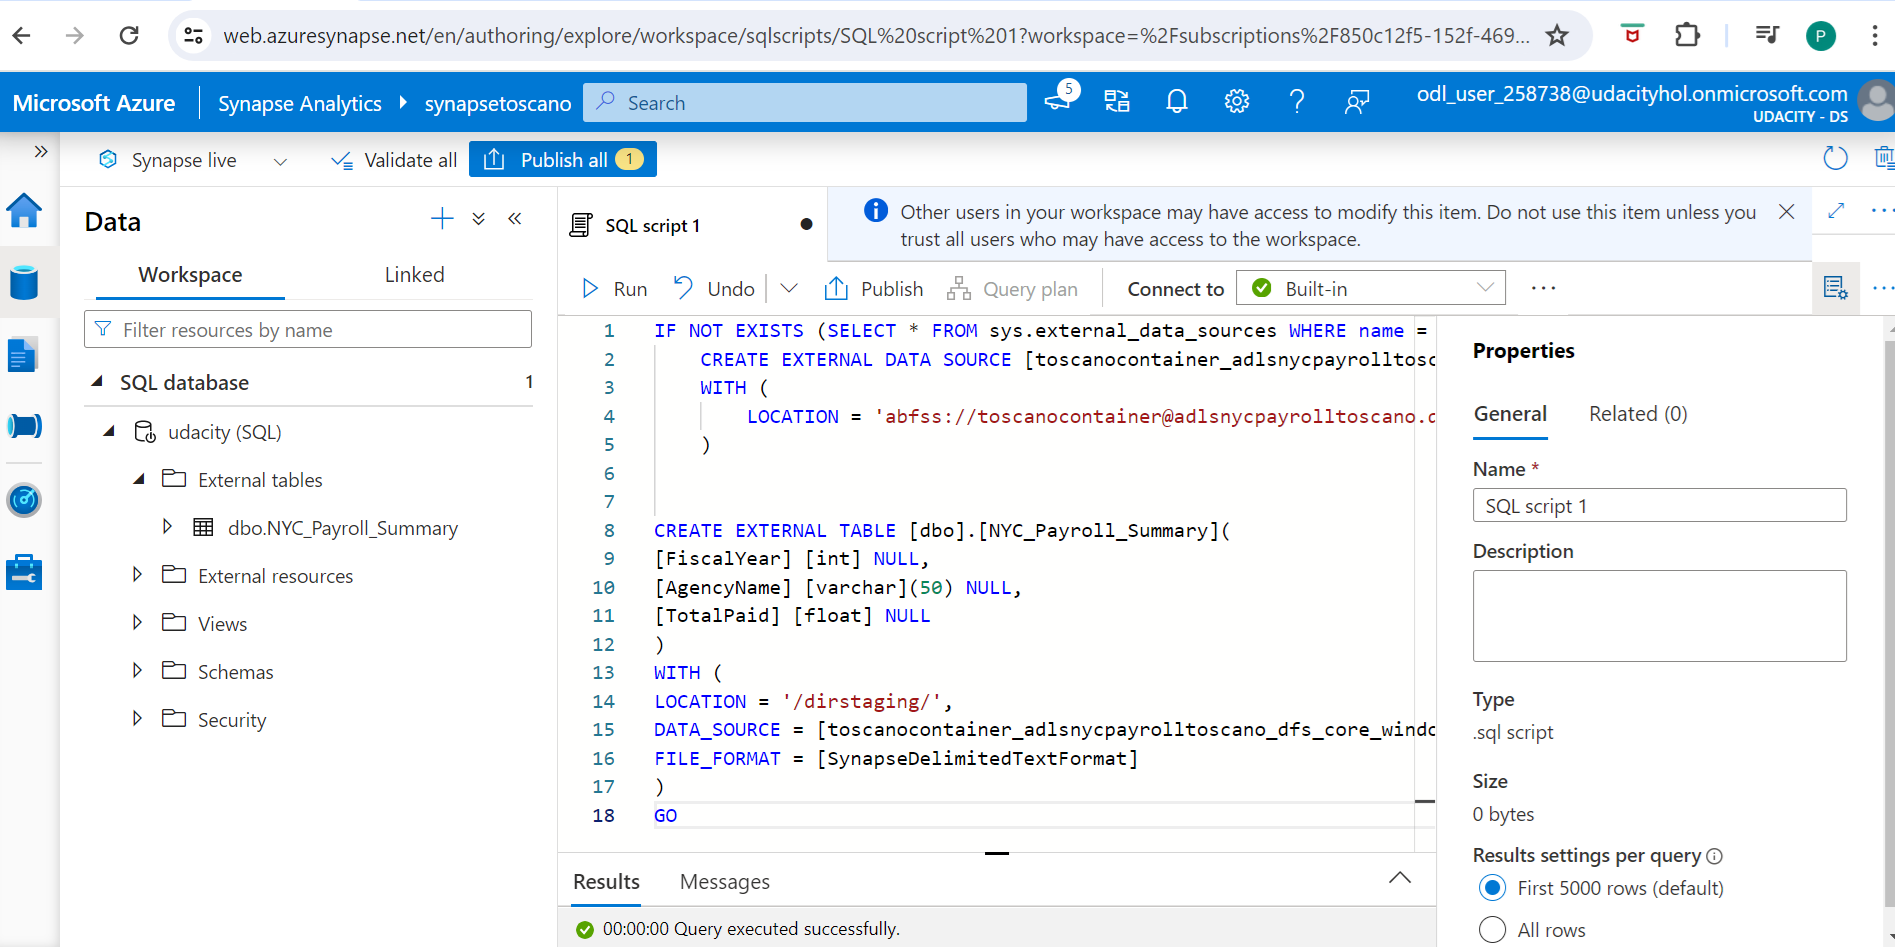 web.azuresynapse.net/en/authoring/explore/workspace/sqlscripts/SQL%20script%201?workspace=%2Fsubscriptions%2F850c12f5-152f-469...
P
Microsoft Azure
Synapse Analytics
synapsetoscano
Search
5
odl_user_258738@udacityhol.onmicrosoft.com
UDACITY - DS
Synapse live
Validate all
Publish all
1
Data
Workspace
Linked
Filter resources by name
SQL database
1
udacity (SQL)
External tables
dbo.NYC_Payroll_Summary
External resources
Views
Schemas
Security
SQL script 1
Other users in your workspace may have access to modify this item. Do not use this item unless you
trust all users who may have access to the workspace.
Run
Undo
Publish
Query plan
Connect to
Built-in
1 IF NOT EXISTS (SELECT * FROM sys.external_data_sources WHERE name =
2 CREATE EXTERNAL DATA SOURCE [toscanocontainer_adlsnycpayrolltosc
3 WITH (
4 LOCATION = 'abfss://toscanocontainer@adlsnycpayrolltoscano.d
5 )
6
7
8 CREATE EXTERNAL TABLE [dbo].[NYC_Payroll_Summary](
9 [FiscalYear] [int] NULL,
10 [AgencyName] [varchar](50) NULL,
11 [TotalPaid] [float] NULL
12 )
13 WITH (
14 LOCATION = '/dirstaging/',
15 DATA_SOURCE = [toscanocontainer_adlsnycpayrolltoscano_dfs_core_windo
16 FILE_FORMAT = [SynapseDelimitedTextFormat]
17 )
18 GO
Results
Messages
00:00:00 Query executed successfully.
Properties
General
Related (0)
Name *
SQL script 1
Description
Type
.sql script
Size
0 bytes
Results settings per query
First 5000 rows (default)
All rows